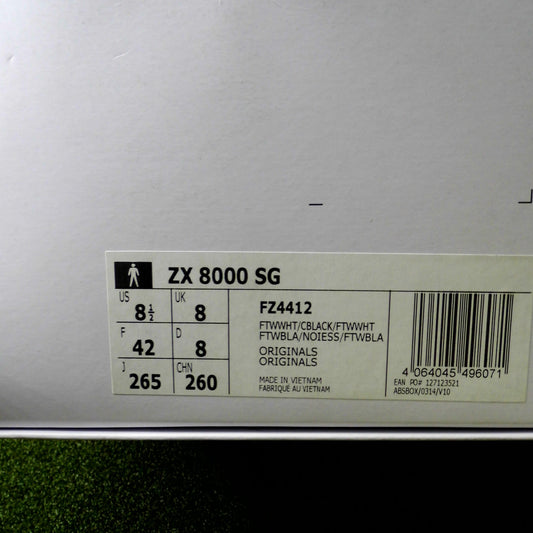 ZX 8000 SG
US 8½ UK 8
F 42 D 8
J 265 CHN 260
FZ4412
FTWWHT/CBLACK/FTWWHT
FTWBLA/NOIESS/FTWBLA
ORIGINALS
ORIGINALS
MADE IN VIETNAM
FABRIQUÉ AU VIETNAM
4 064045 496071
EAN PO# 127123521
ABSBOX/0314/V10